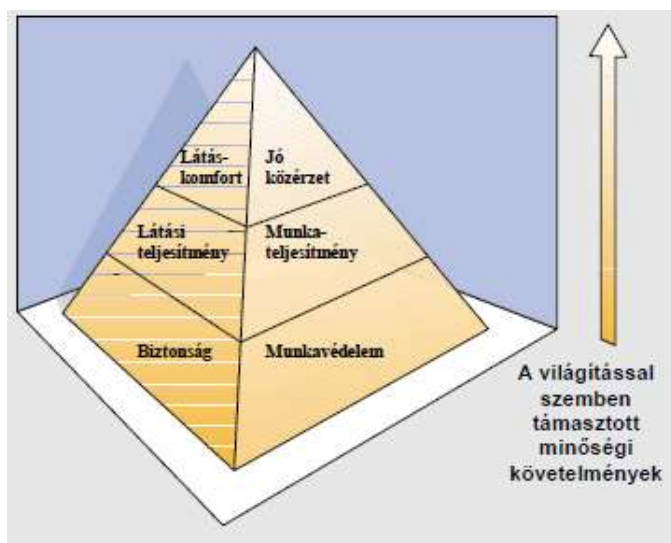 Látás-
komfort
Jó
közérzet
Látási
teljesítmény
Munka-
teljesítmény
Biztonság
Munkavédelem
A világítással
szemben
támasztott
minőségi
követelmények